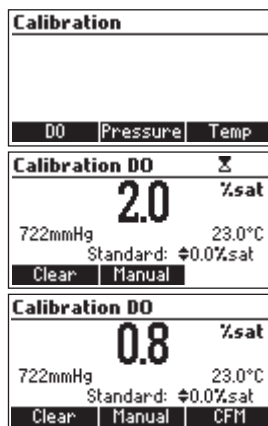 Calibration
DO Pressure Temp
Calibration DO
2.0 %sat
722mmHg 23.0°C
Standard: ♦0.0%sat
Clear Manual
Calibration DO
0.8 %sat
722mmHg 23.0°C
Standard: ♦0.0%sat
Clear Manual CFM